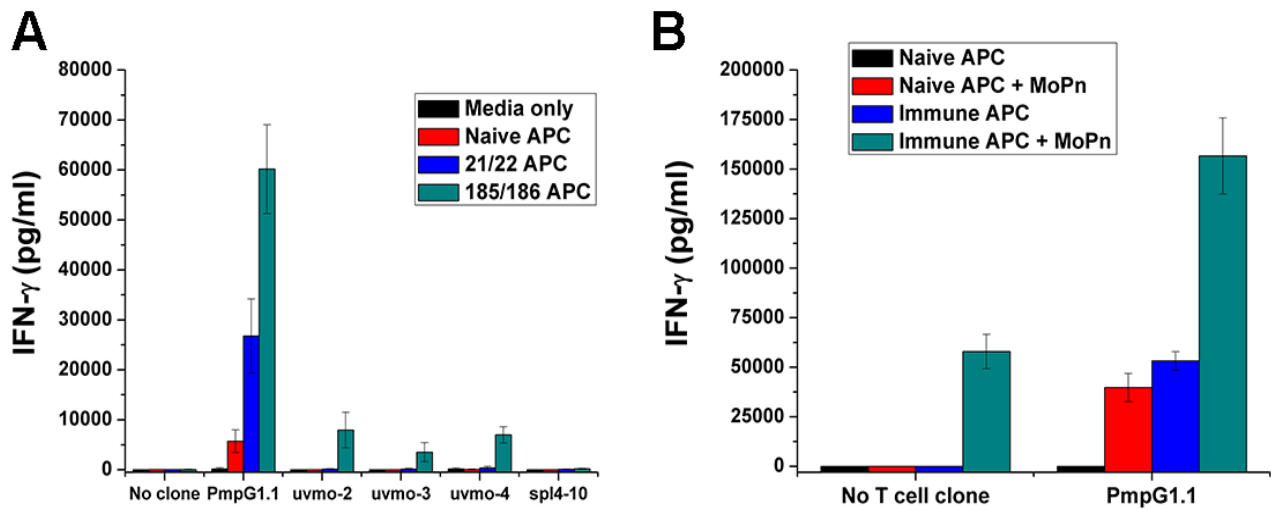 A
80000
70000
60000
50000
40000
30000
20000
10000
0
IFN-γ (pg/ml)
Media only
Naive APC
21/22 APC
185/186 APC
No clone PmpG1.1 uvmo-2 uvmo-3 uvmo-4 spl4-10
B
200000
175000
150000
125000
100000
75000
50000
25000
0
IFN-γ (pg/ml)
Naive APC
Naive APC + MoPn
Immune APC
Immune APC + MoPn
No T cell clone PmpG1.1